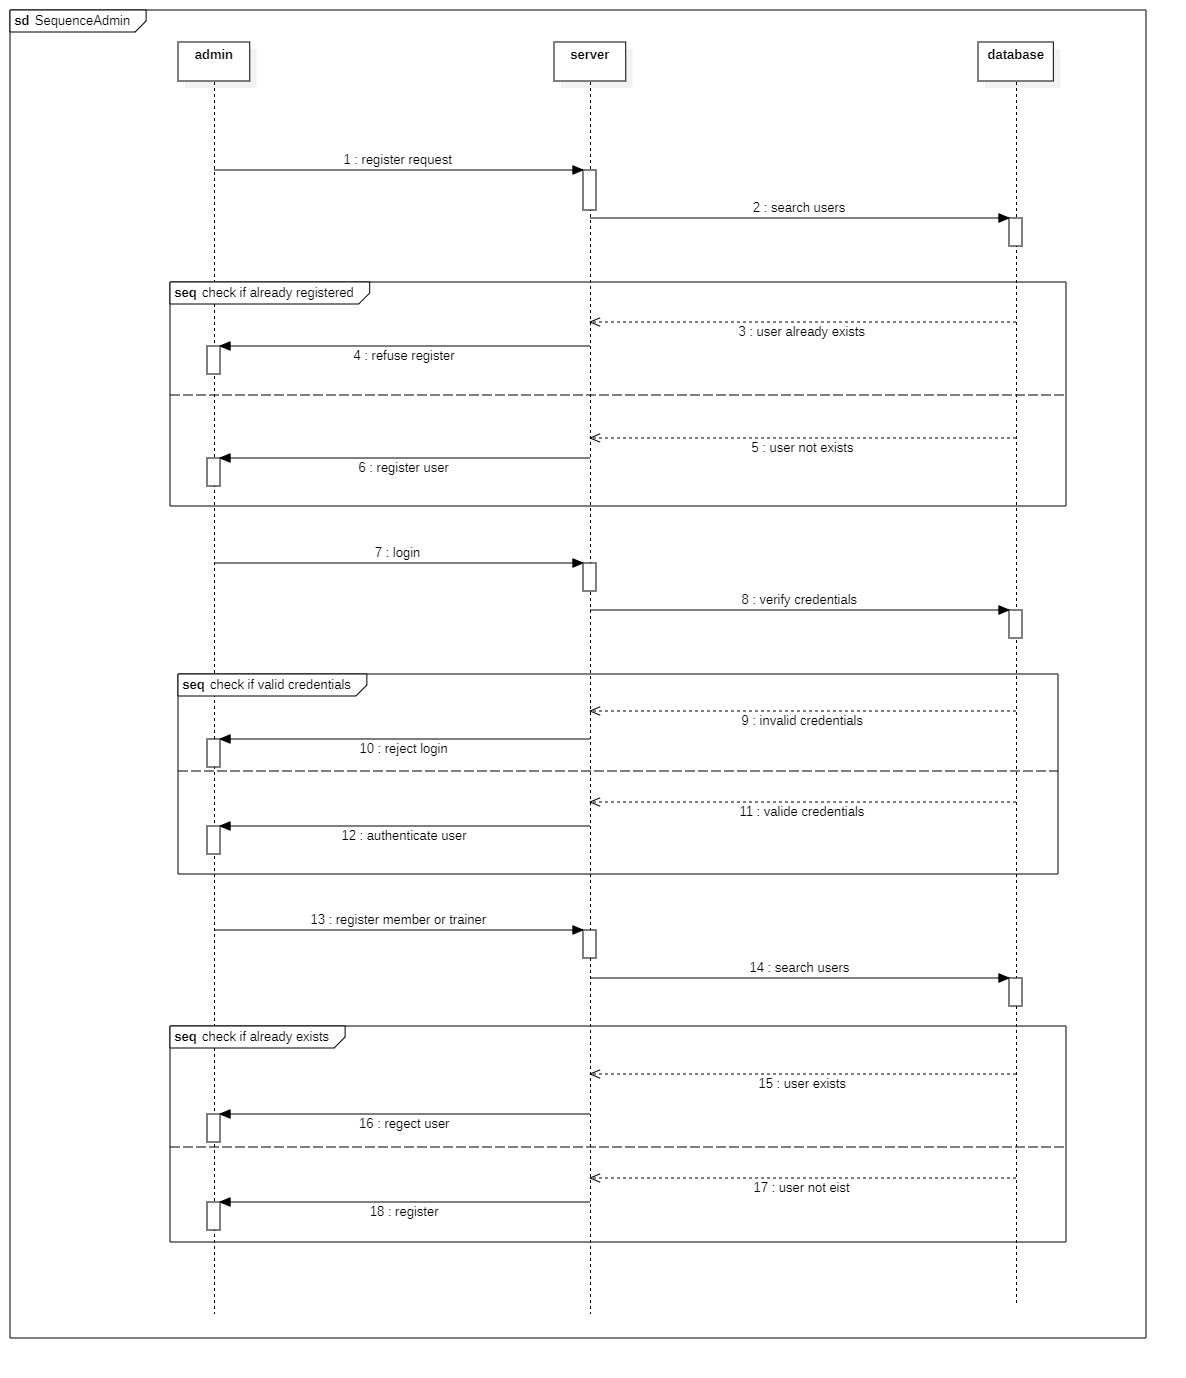 sd SequenceAdmin
admin
server
database
1 : register request
2 : search users
seq check if already registered
3 : user already exists
4 : refuse register
5 : user not exists
6 : register user
7 : login
8 : verify credentials
seq check if valid credentials
9 : invalid credentials
10 : reject login
11 : valide credentials
12 : authenticate user
13 : register member or trainer
14 : search users
seq check if already exists
15 : user exists
16 : regect user
17 : user not eist
18 : register